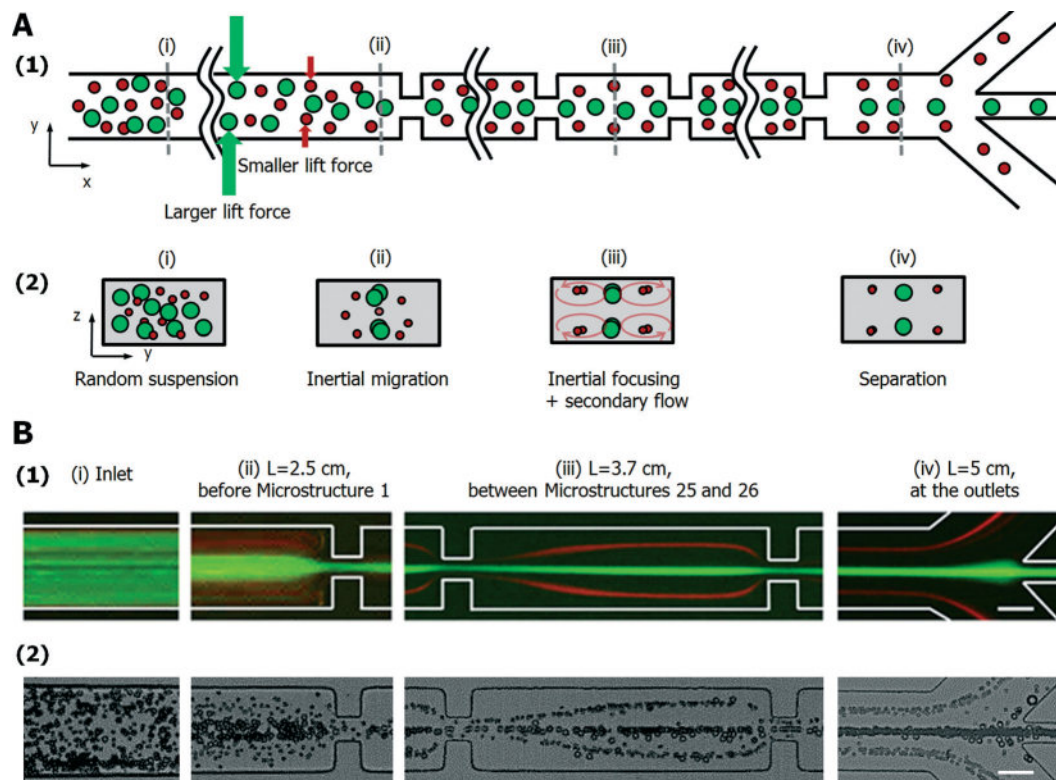 A
(1)
(i)
(ii)
(iii)
(iv)
y
x
Smaller lift force
Larger lift force
(2)
(i)
(ii)
(iii)
(iv)
z
y
Random suspension
Inertial migration
Inertial focusing
+ secondary flow
Separation
B
(1)
(i) Inlet
(ii) L=2.5 cm,
before Microstructure 1
(iii) L=3.7 cm,
between Microstructures 25 and 26
(iv) L=5 cm,
at the outlets
(2)